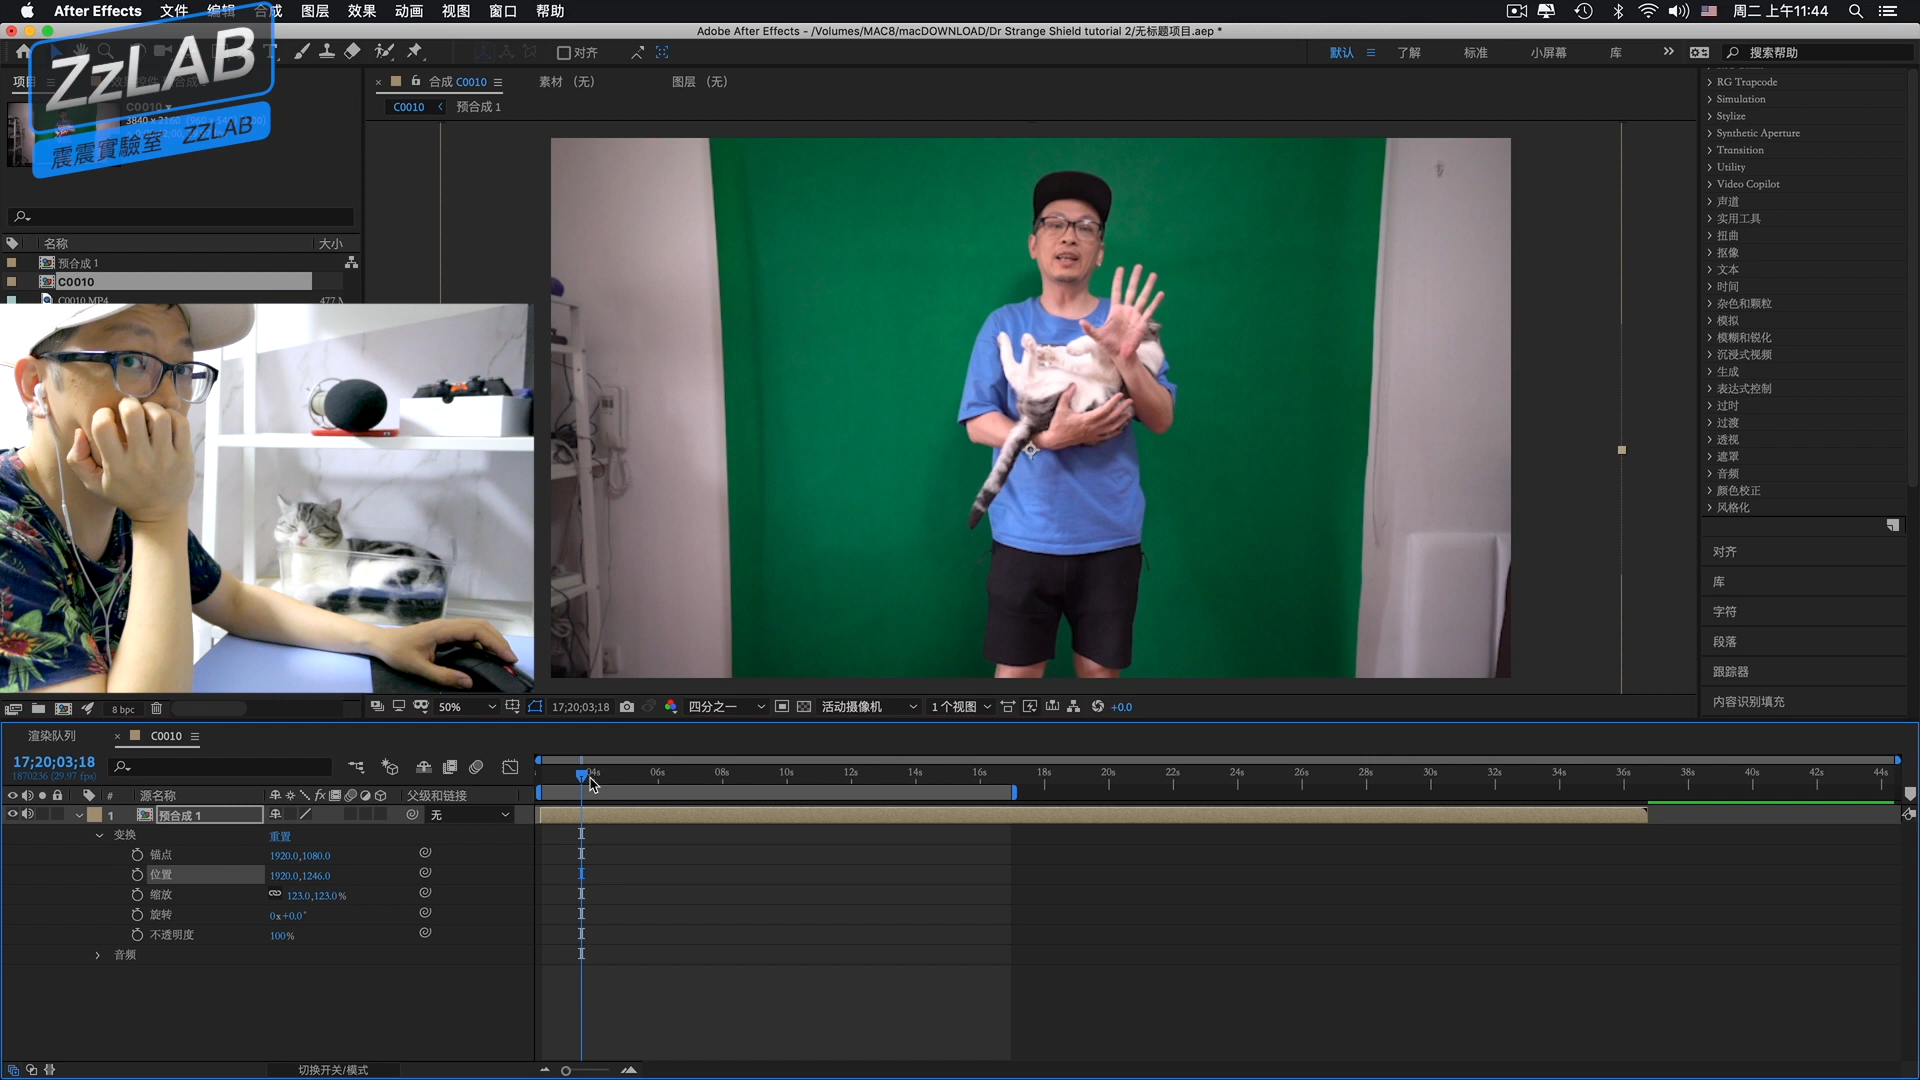 After Effects 文件 编辑 合成 图层 效果 动画 视图 窗口 帮助
周二 上午11:44
Adobe After Effects - /Volumes/MAC8/macDOWNLOAD/Dr Strange Shield tutorial 2/无标题项目.aep *
对齐
默认 了解 标准 小屏幕 库 搜索帮助
ZzLAB
震震實驗室 ZZLAB
项目
合成 C0010 素材 (无) 图层 (无)
C0010 预合成 1
名称 大小
预合成 1
C0010
C0010.MP4 477 M
RG Trapcode
Simulation
Stylize
Synthetic Aperture
Transition
Utility
Video Copilot
声道
实用工具
扭曲
抠像
文本
时间
杂色和颗粒
模拟
模糊和锐化
沉浸式视频
生成
表达式控制
过时
过渡
透视
遮罩
音频
颜色校正
风格化
对齐
库
字符
段落
跟踪器
内容识别填充
8 bpc
50% 17;20;03;18 四分之一 活动摄像机 1个视图 +0.0
渲染队列 C0010
17;20;03;18
1870236 (29.97 fps)
04s 06s 08s 10s 12s 14s 16s 18s 20s 22s 24s 26s 28s 30s 32s 34s 36s 38s 40s 42s 44s
# 源名称 fx 父级和链接
1 预合成 1 无
变换 重置
锚点 1920.0,1080.0
位置 1920.0,1246.0
缩放 123.0,123.0%
旋转 0x+0.0°
不透明度 100%
音频
切换开关/模式